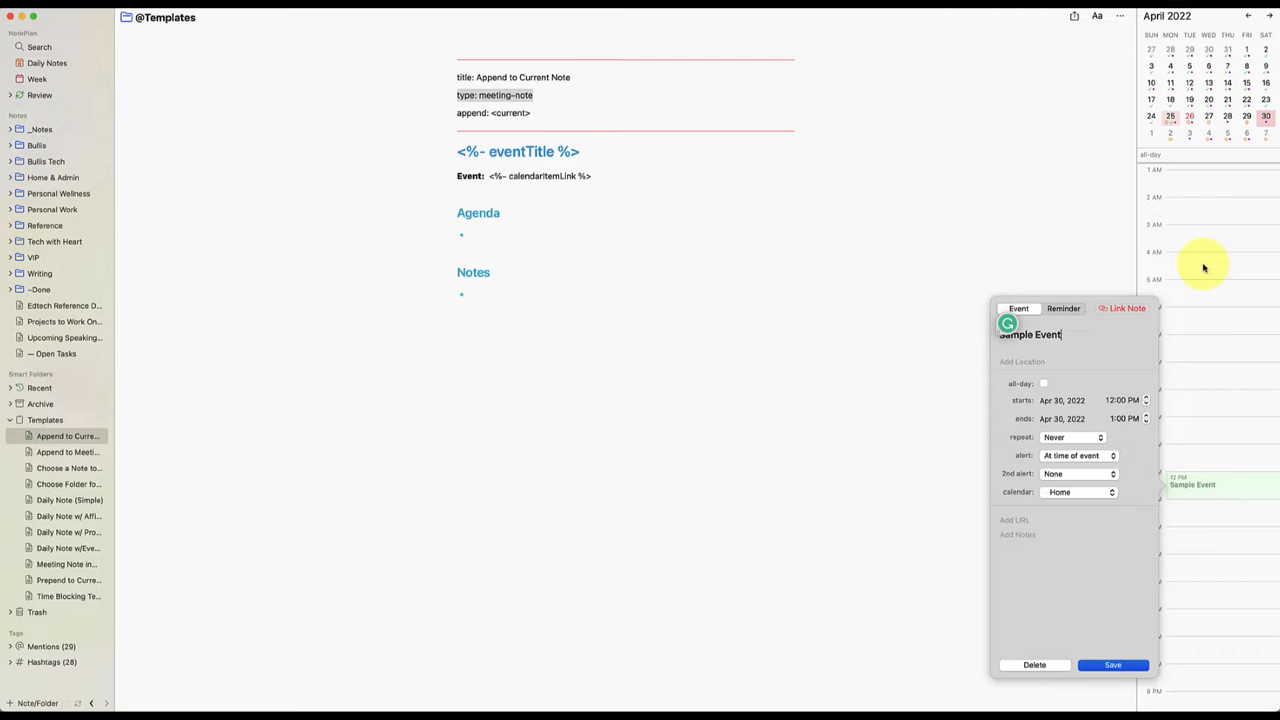 NotePlan
Search
Daily Notes
Week
Review
Notes
_Notes
Bullis
Bullis Tech
Home & Admin
Personal Wellness
Personal Work
Reference
Tech with Heart
VIP
Writing
~Done
Edtech Reference D...
Projects to Work On...
Upcoming Speaking...
— Open Tasks
Smart Folders
Recent
Archive
Templates
Append to Curre...
Append to Meeti...
Choose a Note to...
Choose Folder fo...
Daily Note (Simple)
Daily Note w/ Affi...
Daily Note w/ Pro...
Daily Note w/Eve...
Meeting Note in...
Prepend to Curre...
Time Blocking Te...
Trash
Tags
Mentions (29)
# Hashtags (28)
+ Note/Folder
@Templates
Aa
title: Append to Current Note
type: meeting-note
append: <current>
<%- eventTitle %>
Event: <%- calendarItemLink %>
Agenda
Notes
Event Reminder Link Note
Sample Event
Add Location
all-day:
starts: Apr 30, 2022 12:00 PM
ends: Apr 30, 2022 1:00 PM
repeat: Never
alert: At time of event
2nd alert: None
calendar: Home
Add URL
Add Notes
Delete Save
April 2022
SUN MON TUE WED THU FRI SAT
27 28 29 30 31 1 2
3 4 5 6 7 8 9
10 11 12 13 14 15 16
17 18 19 20 21 22 23
24 25 26 27 28 29 30
1 2 3 4 5 6 7
all-day
1 AM
2 AM
3 AM
4 AM
5 AM
12 PM
Sample Event
8 PM